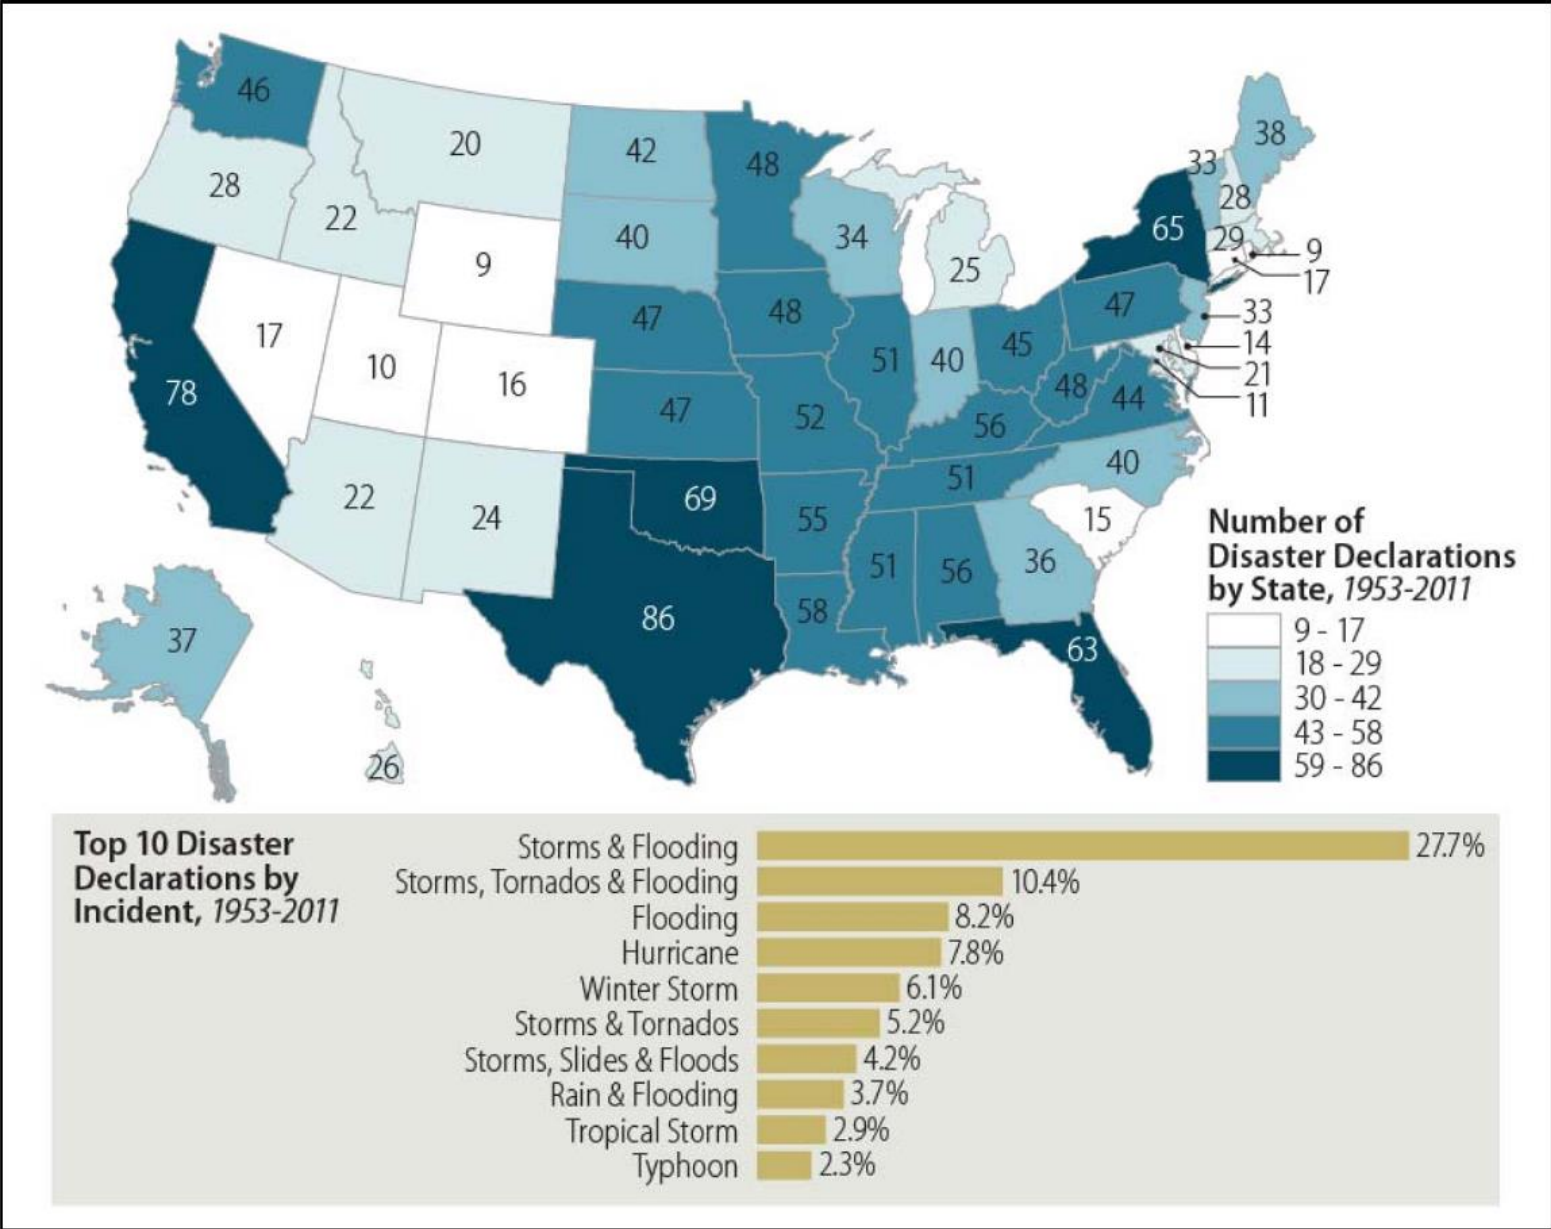 46
20
42
48
38
33
28
28
22
40
34
65
29
9
9
25
17
47
48
47
33
17
10
16
51
40
45
14
21
78
48
44
11
47
52
56
40
51
22
24
69
55
15
51
56
36
86
58
63
37
26
Number of
Disaster Declarations
by State, 1953-2011
9 - 17
18 - 29
30 - 42
43 - 58
59 - 86
Top 10 Disaster
Declarations by
Incident, 1953-2011
Storms & Flooding 27.7%
Storms, Tornados & Flooding 10.4%
Flooding 8.2%
Hurricane 7.8%
Winter Storm 6.1%
Storms & Tornados 5.2%
Storms, Slides & Floods 4.2%
Rain & Flooding 3.7%
Tropical Storm 2.9%
Typhoon 2.3%